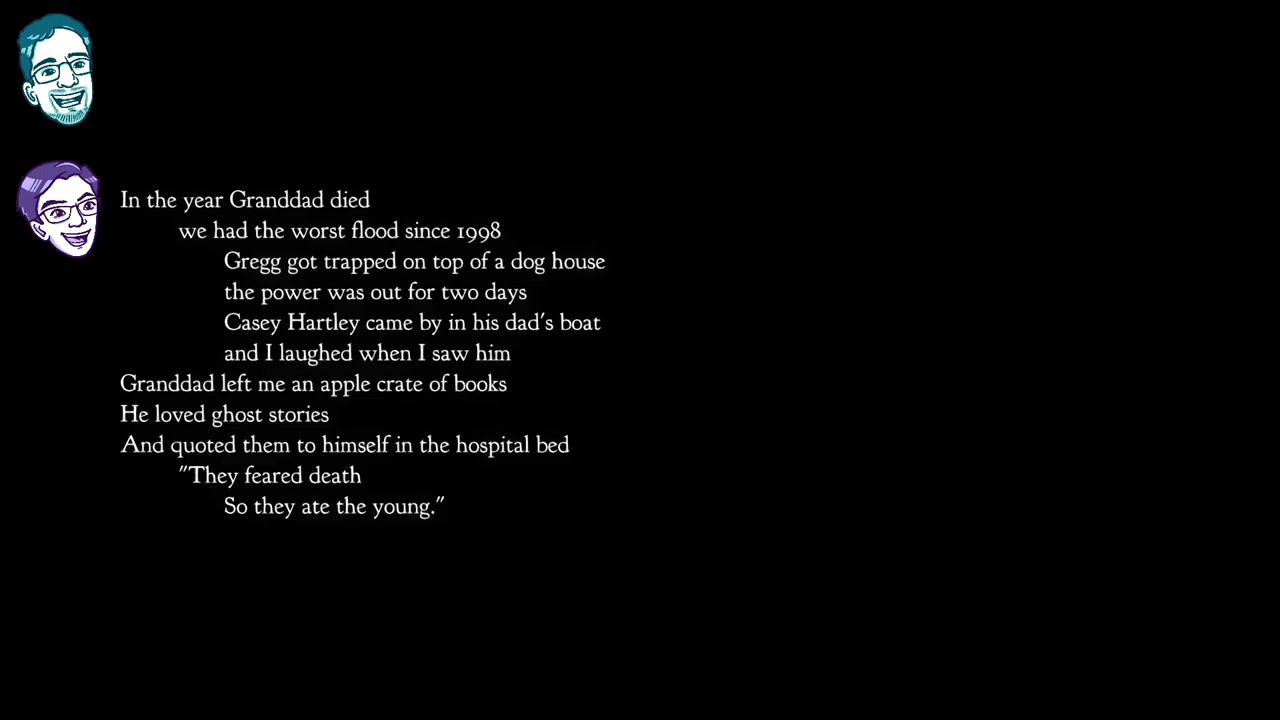 In the year Granddad died
we had the worst flood since 1998
Gregg got trapped on top of a dog house
the power was out for two days
Casey Hartley came by in his dad's boat
and I laughed when I saw him
Granddad left me an apple crate of books
He loved ghost stories
And quoted them to himself in the hospital bed
"They feared death
So they ate the young."